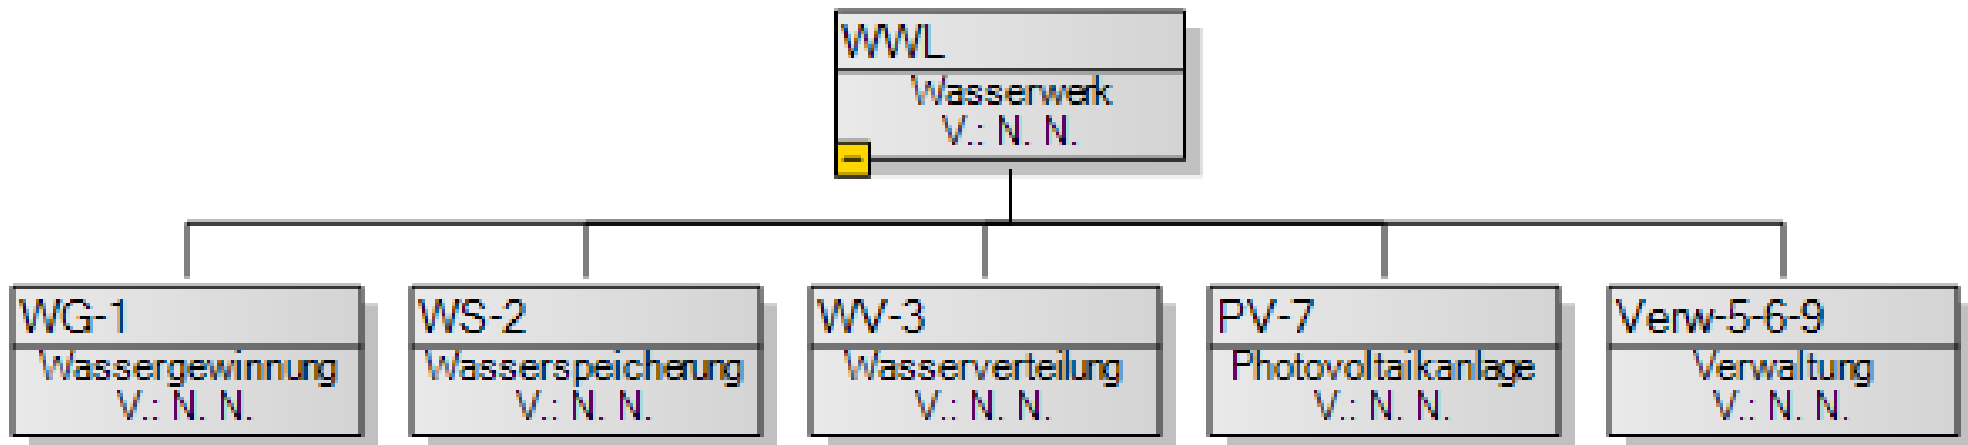 WWL
Wasserwerk
V.: N. N.
WG-1
Wassergewinnung
V.: N. N.
WS-2
Wasserspeicherung
V.: N. N.
WV-3
Wasserverteilung
V.: N. N.
PV-7
Photovoltaikanlage
V.: N. N.
Verw-5-6-9
Verwaltung
V.: N. N.